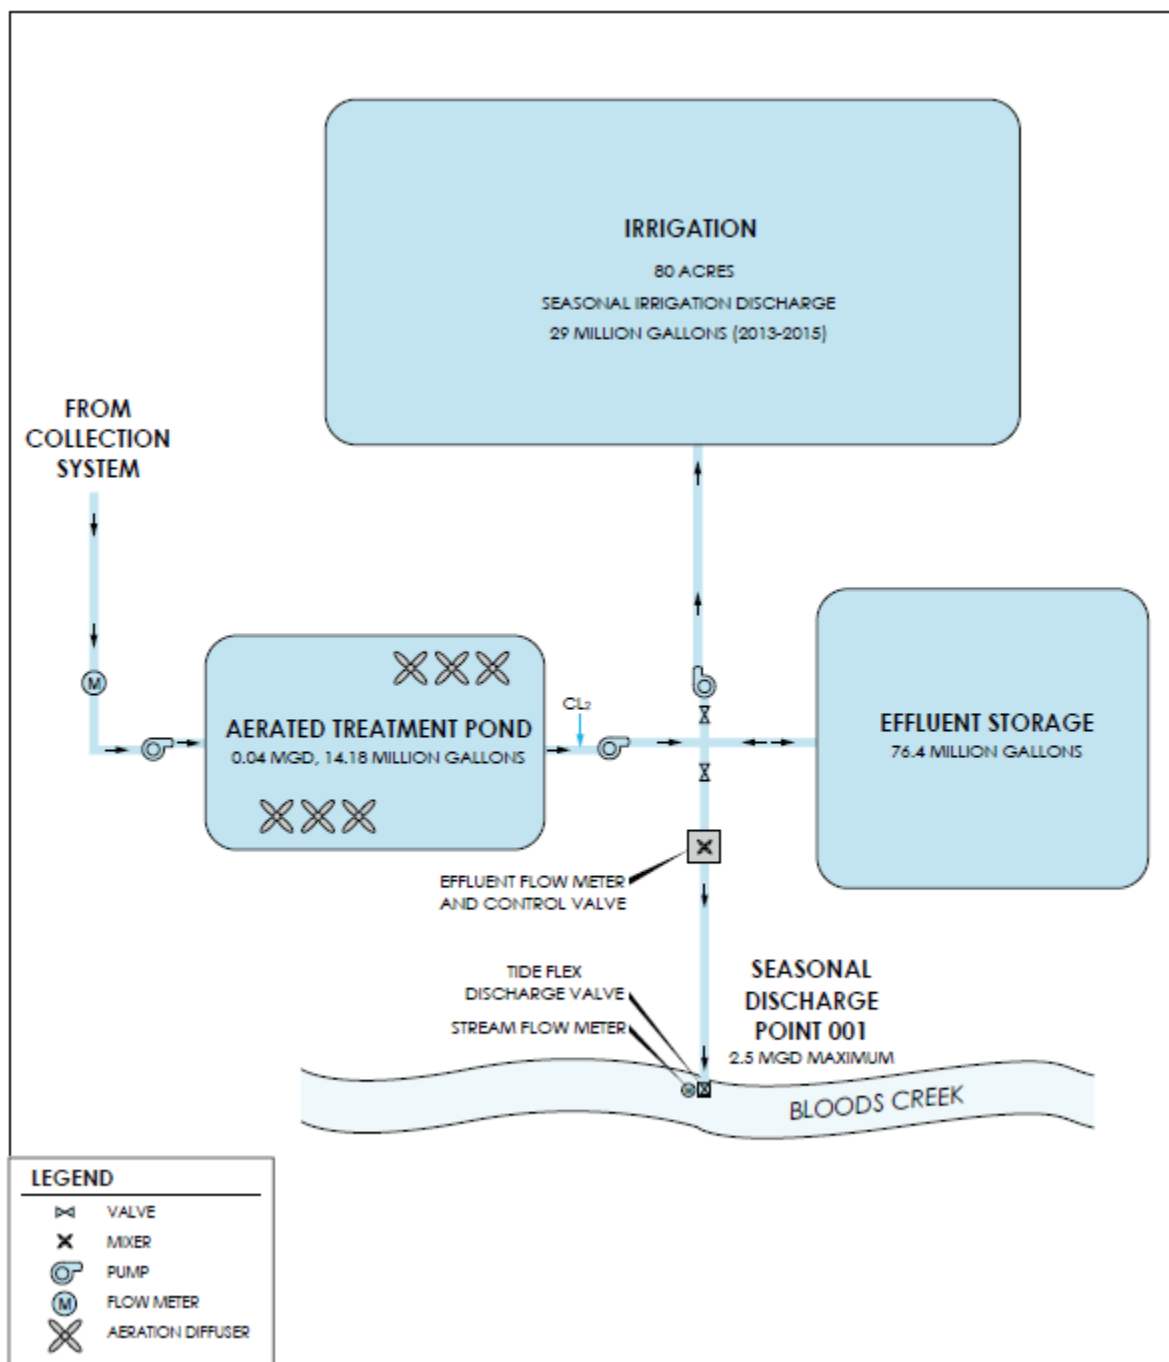 IRRIGATION
80 ACRES
SEASONAL IRRIGATION DISCHARGE
29 MILLION GALLONS (2013-2015)
FROM
COLLECTION
SYSTEM
M
AERATED TREATMENT POND
0.04 MGD, 14.18 MILLION GALLONS
CL₂
EFFLUENT STORAGE
76.4 MILLION GALLONS
EFFLUENT FLOW METER
AND CONTROL VALVE
TIDE FLEX
DISCHARGE VALVE
STREAM FLOW METER
SEASONAL
DISCHARGE
POINT 001
2.5 MGD MAXIMUM
M
BLOODS CREEK
LEGEND
VALVE
MIXER
PUMP
M FLOW METER
AERATION DIFFUSER